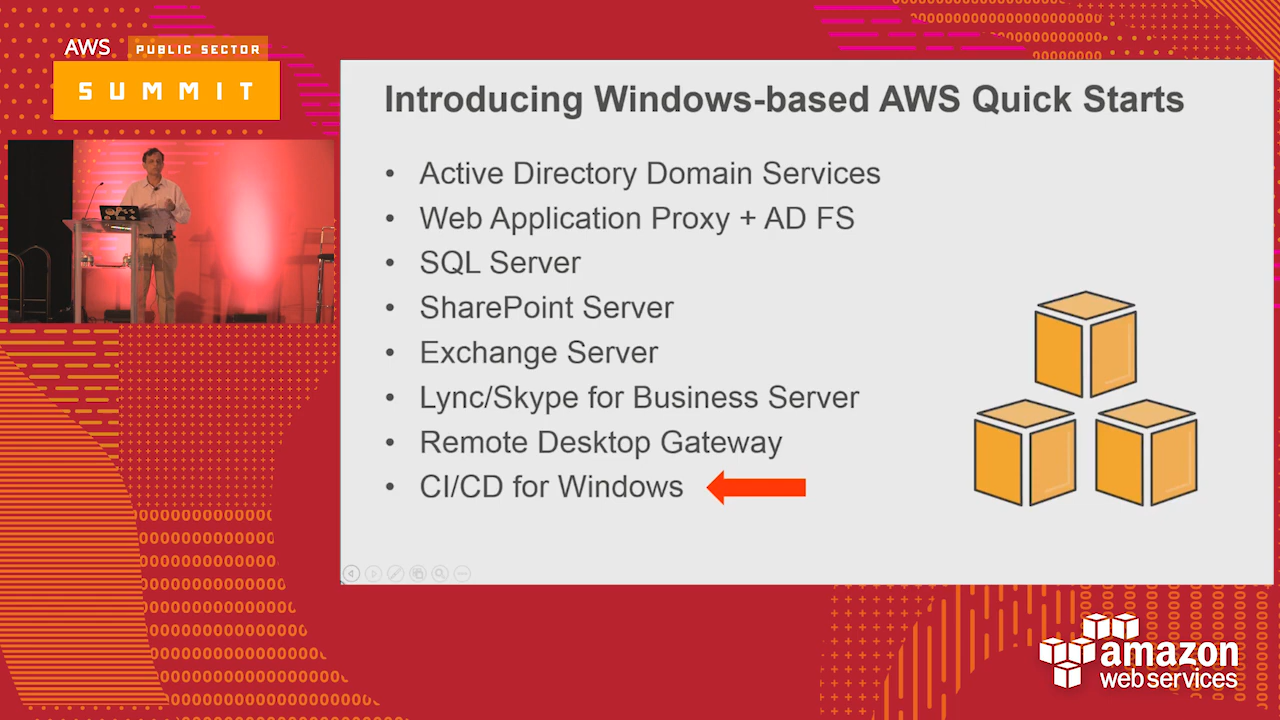 AWS PUBLIC SECTOR
SUMMIT
Introducing Windows-based AWS Quick Starts
• Active Directory Domain Services
• Web Application Proxy + AD FS
• SQL Server
• SharePoint Server
• Exchange Server
• Lync/Skype for Business Server
• Remote Desktop Gateway
• CI/CD for Windows
amazon
web services